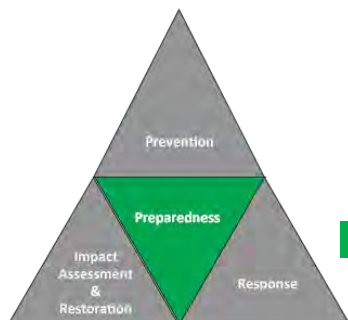 Prevention
Preparedness
Impact
Assessment
&
Restoration
Response